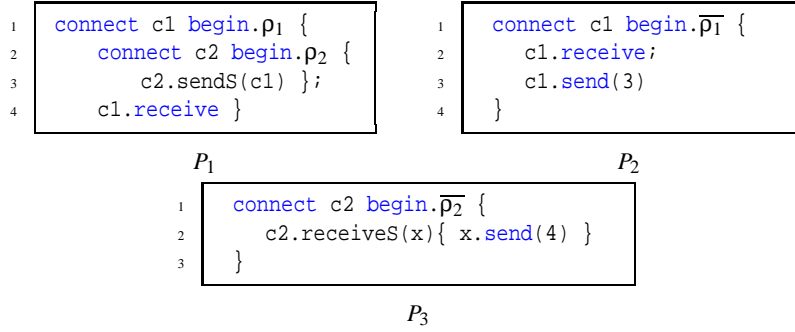 1 connect c1 begin.ρ₁ {
2 connect c2 begin.ρ₂ {
3 c2.sendS(c1) };
4 c1.receive }
P₁
1 connect c1 begin.ρ̅₁̅ {
2 c1.receive;
3 c1.send(3)
4 }
P₂
1 connect c2 begin.ρ̅₂̅ {
2 c2.receiveS(x){ x.send(4) }
3 }
P₃